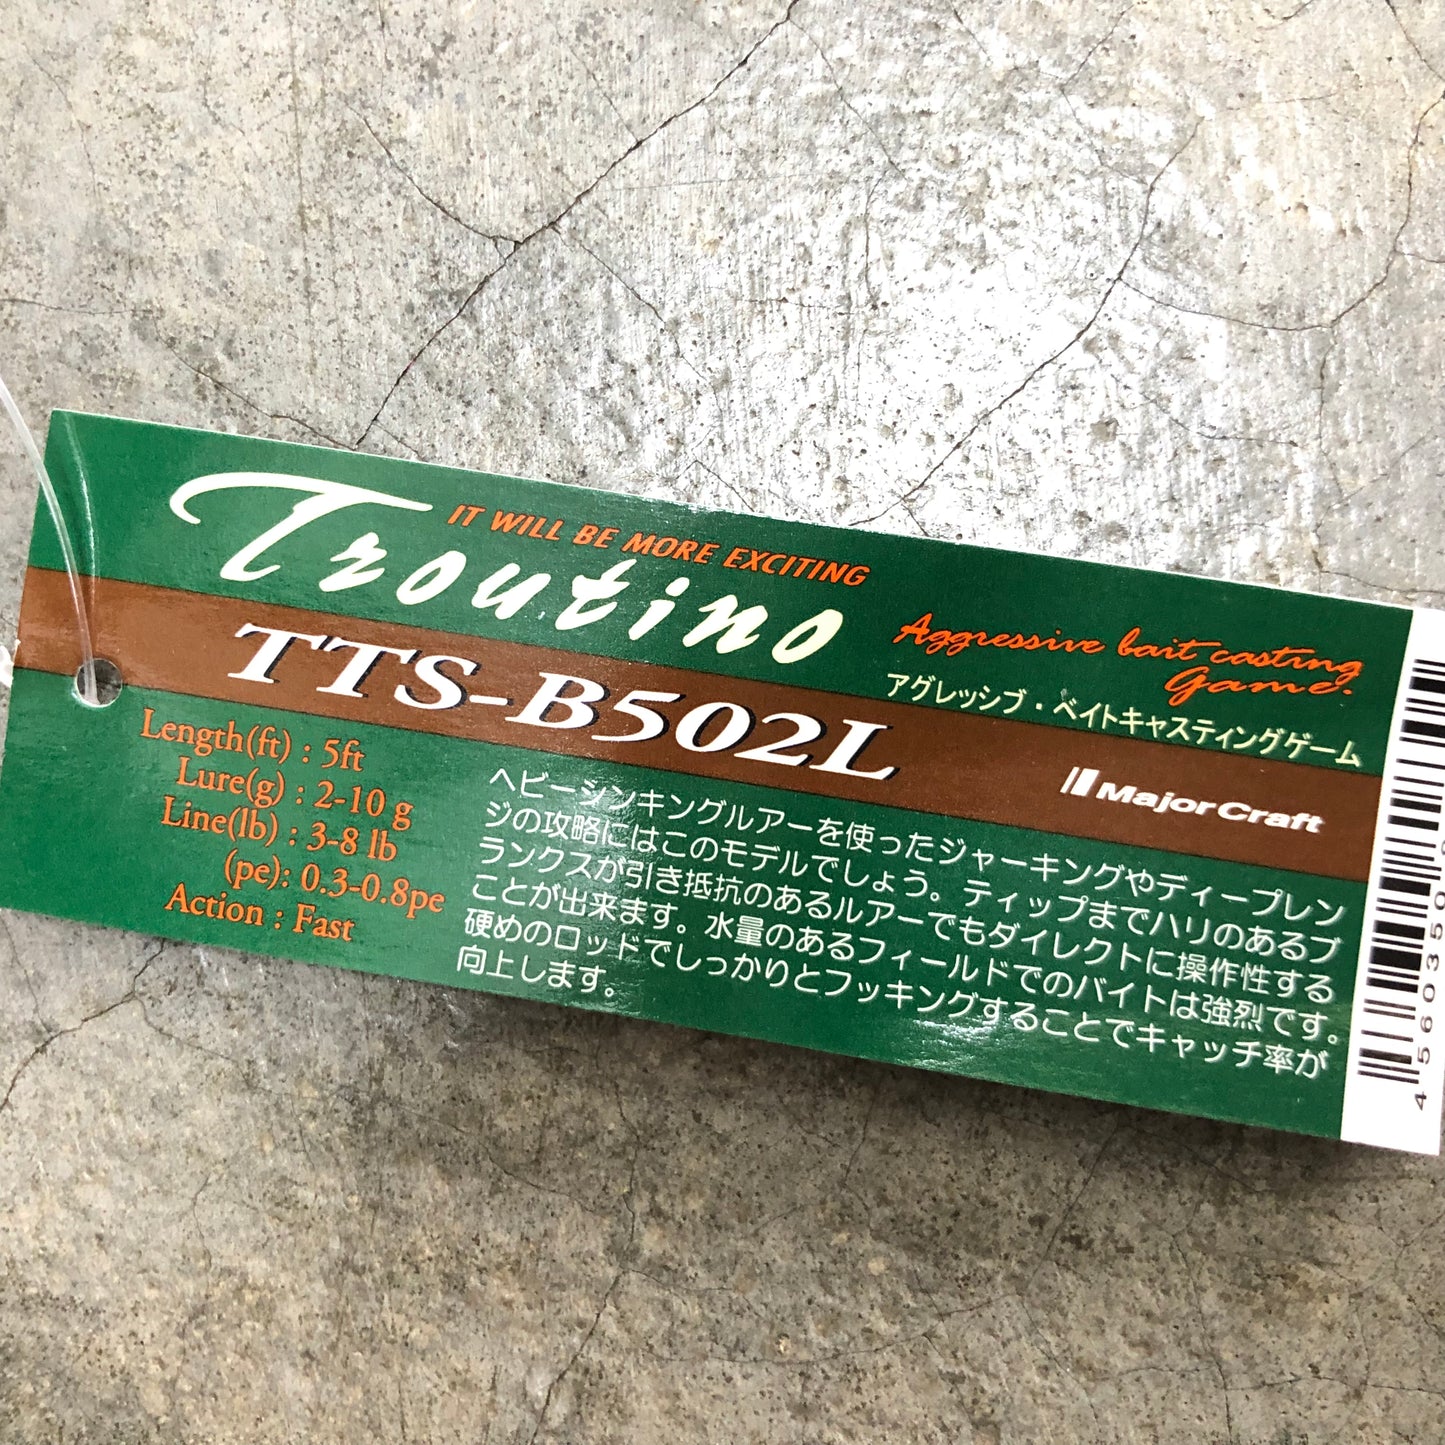 IT WILL BE MORE EXCITING
Troutino
Aggressive bait casting
Game.
アグレッシブ・ベイトキャスティングゲーム
TTS-B502L
MajorCraft
Length(ft) : 5ft
Lure(g) : 2-10 g
Line(lb) : 3-8 lb
(pe): 0.3-0.8pe
Action : Fast
ヘビーシンキングルアーを使ったジャーキングやディープレン
ジの攻略にはこのモデルでしょう。ティップまでハリのあるブ
ランクスが引き抵抗のあるルアーでもダイレクトに操作性する
ことが出来ます。水量のあるフィールドでのバイトは強烈です。
硬めのロッドでしっかりとフッキングすることでキャッチ率が
向上します。
4 560350